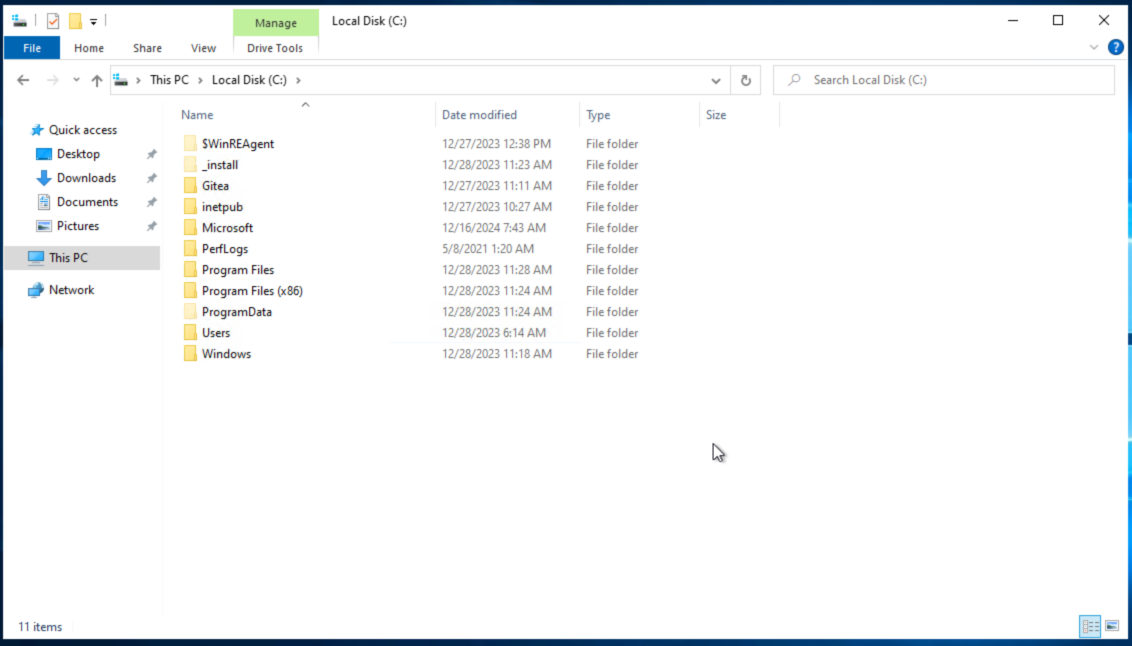 Manage Local Disk (C:)
File Home Share View Drive Tools
This PC > Local Disk (C:) > Search Local Disk (C:)
Name Date modified Type Size
Quick access
Desktop
Downloads
Documents
Pictures
This PC
Network
$WinREAgent 12/27/2023 12:38 PM File folder
_install 12/28/2023 11:23 AM File folder
Gitea 12/27/2023 11:11 AM File folder
inetpub 12/27/2023 10:27 AM File folder
Microsoft 12/16/2024 7:43 AM File folder
PerfLogs 5/8/2021 1:20 AM File folder
Program Files 12/28/2023 11:28 AM File folder
Program Files (x86) 12/28/2023 11:24 AM File folder
ProgramData 12/28/2023 11:24 AM File folder
Users 12/28/2023 6:14 AM File folder
Windows 12/28/2023 11:18 AM File folder
11 items